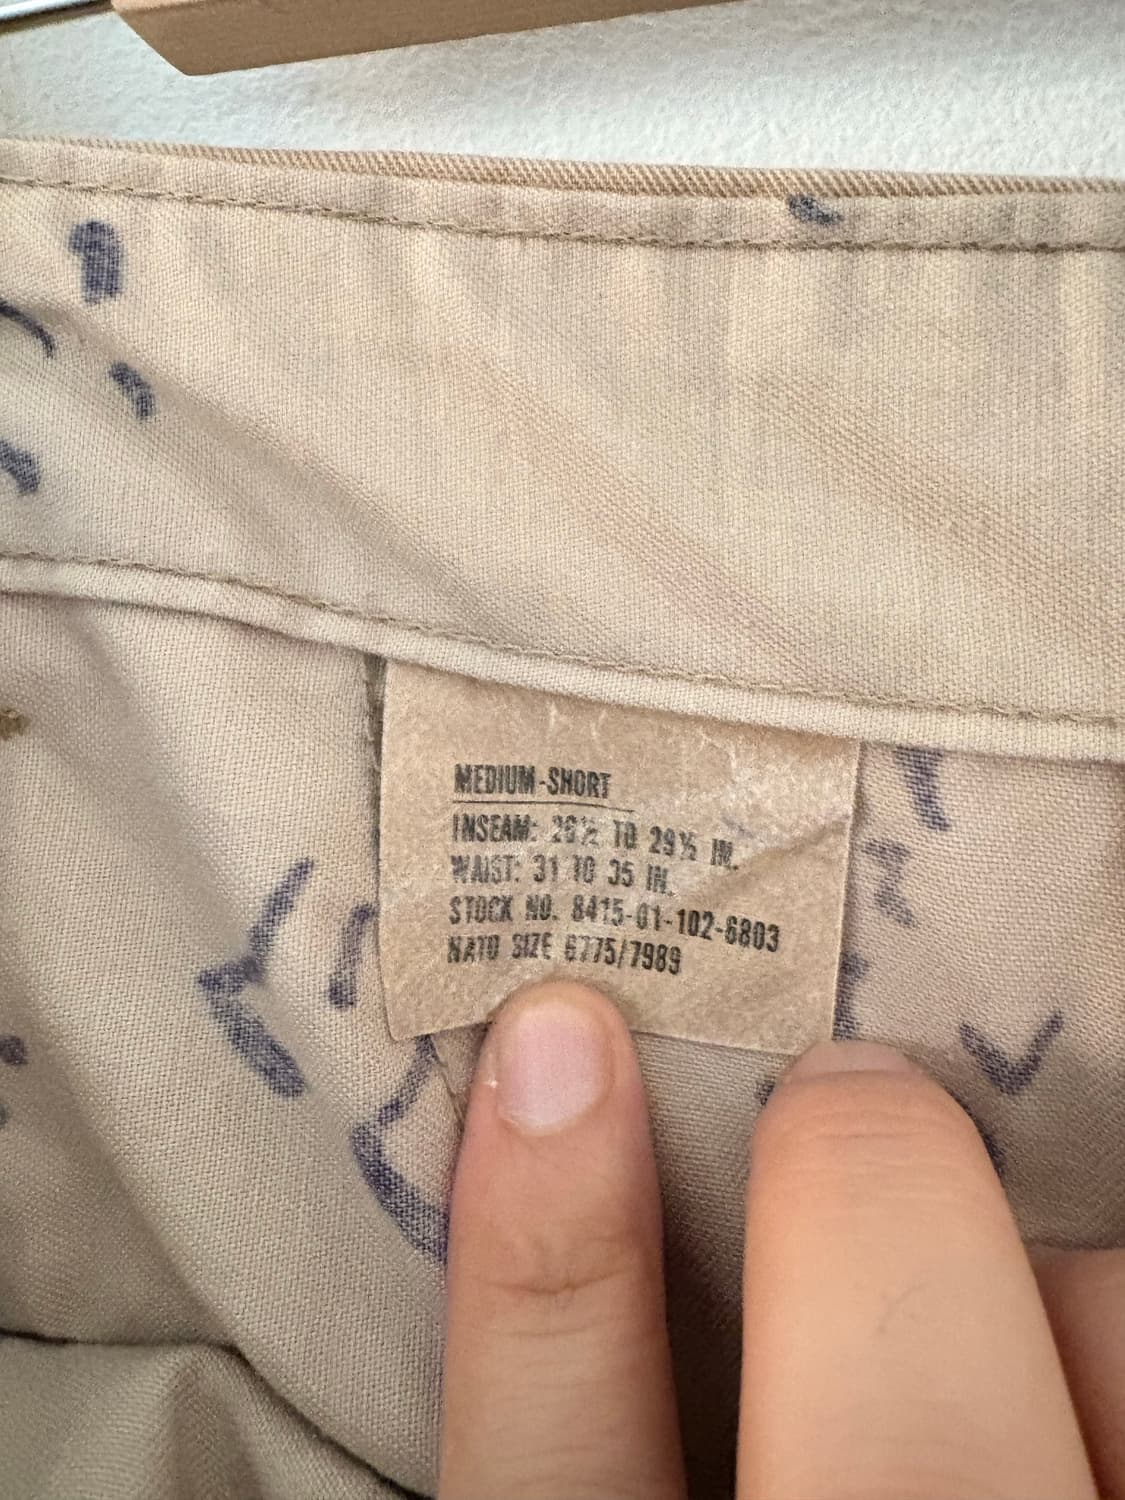 MEDIUM-SHORT
INSEAM: 26½ TO 29½ IN.
WAIST: 31 TO 35 IN.
STOCK NO. 8415-01-102-6803
NATO SIZE 6775/7989